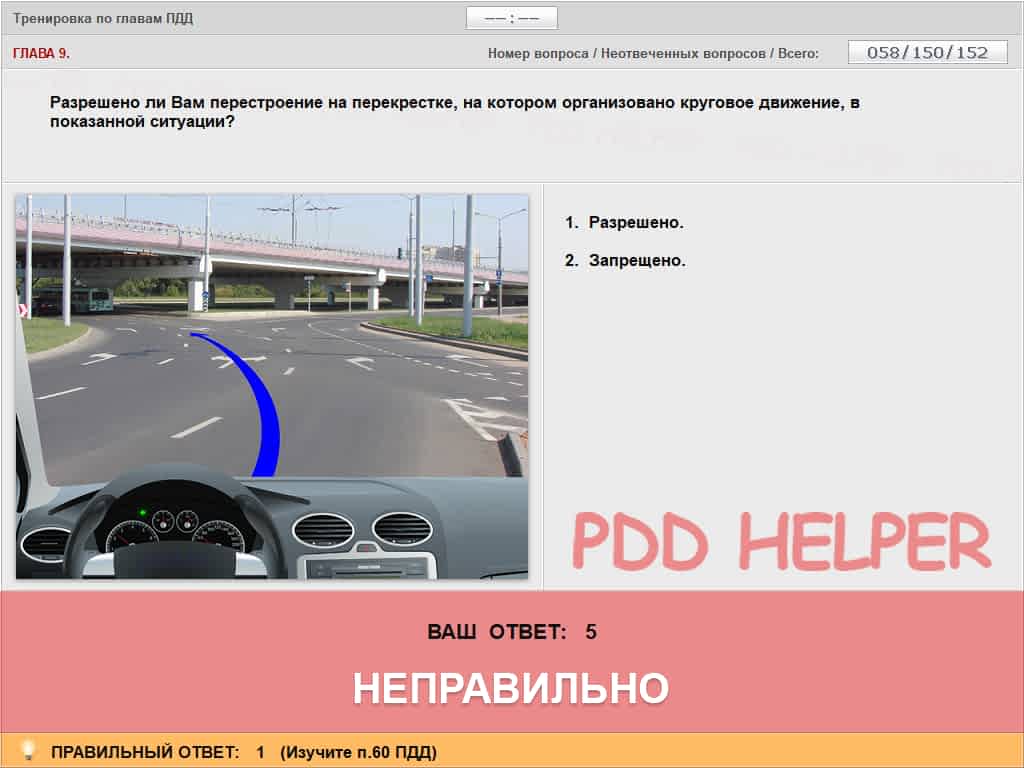 Тренировка по главам ПДД
—— : ——
ГЛАВА 9.
Номер вопроса / Неотвеченных вопросов / Всего:
058/150/152
Разрешено ли Вам перестроение на перекрестке, на котором организовано круговое движение, в
показанной ситуации?
1. Разрешено.
2. Запрещено.
PDD HELPER
ВАШ ОТВЕТ: 5
НЕПРАВИЛЬНО
ПРАВИЛЬНЫЙ ОТВЕТ: 1 (Изучите п.60 ПДД)